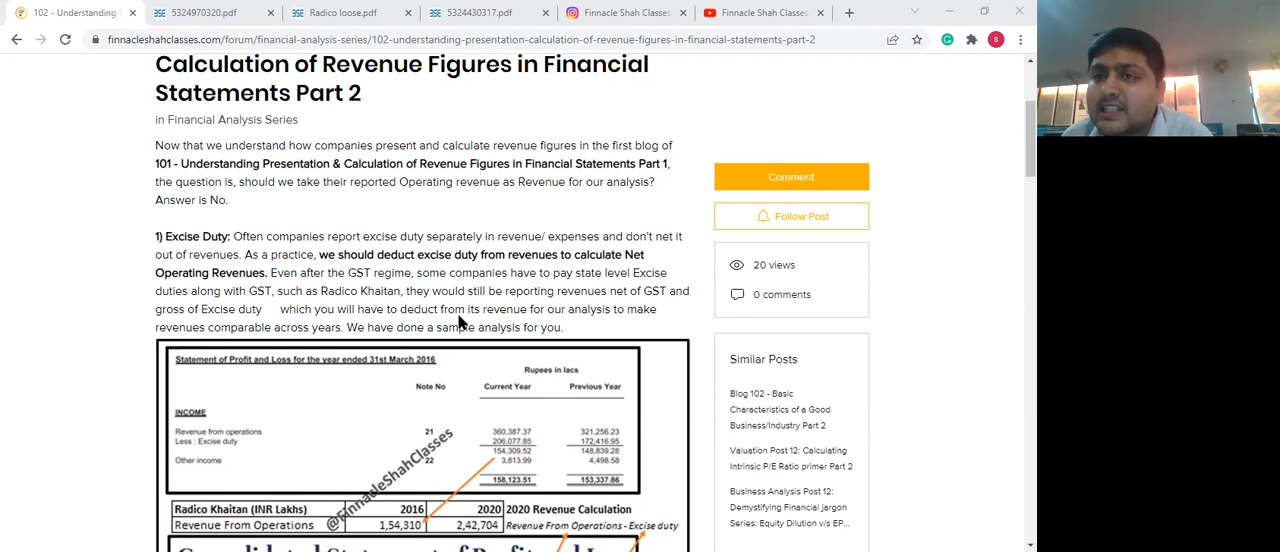 102 - Understanding
5324970320.pdf
Radico loose.pdf
5324430317.pdf
Finnacle Shah Classes
Finnacle Shah Classes
finnacleshahclasses.com/forum/financial-analysis-series/102-understanding-presentation-calculation-of-revenue-figures-in-financial-statements-part-2
S
Calculation of Revenue Figures in Financial
Statements Part 2
in Financial Analysis Series
Now that we understand how companies present and calculate revenue figures in the first blog of
101 - Understanding Presentation & Calculation of Revenue Figures in Financial Statements Part 1,
the question is, should we take their reported Operating revenue as Revenue for our analysis?
Answer is No.
1) Excise Duty: Often companies report excise duty separately in revenue/ expenses and don't net it
out of revenues. As a practice, we should deduct excise duty from revenues to calculate Net
Operating Revenues. Even after the GST regime, some companies have to pay state level Excise
duties along with GST, such as Radico Khaitan, they would still be reporting revenues net of GST and
gross of Excise duty which you will have to deduct from its revenue for our analysis to make
revenues comparable across years. We have done a sample analysis for you.
Statement of Profit and Loss for the year ended 31st March 2016
Rupees in lacs
Note No Current Year Previous Year
INCOME
Revenue from operations 21 360,387.37 321,256.23
Less : Excise duty 206,077.85 172,416.95
154,309.52 148,839.28
Other income 22 3,813.99 4,498.58
158,123.51 153,337.86
@FinnacleShahClasses
Radico Khaitan (INR Lakhs) 2016 2020 2020 Revenue Calculation
Revenue From Operations 1,54,310 2,42,704 Revenue From Operations - Excise duty
Comment
Follow Post
20 views
0 comments
Similar Posts
Blog 102 - Basic
Characteristics of a Good
Business/Industry Part 2
Valuation Post 12: Calculating
Intrinsic P/E Ratio primer Part 2
Business Analysis Post 12:
Demystifying Financial jargon
Series: Equity Dilution v/s EP...